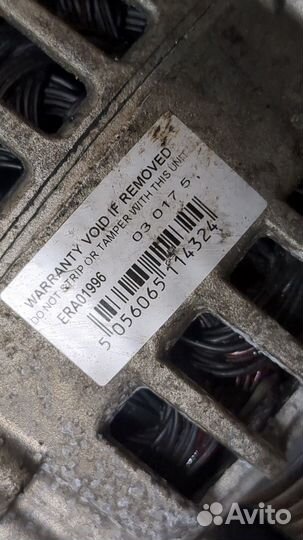 WARRANTY VOID IF REMOVED
DO NOT STRIP OR TAMPER WITH THIS UNIT
ERA01996
03 017 5
5 056065 114324
Avito